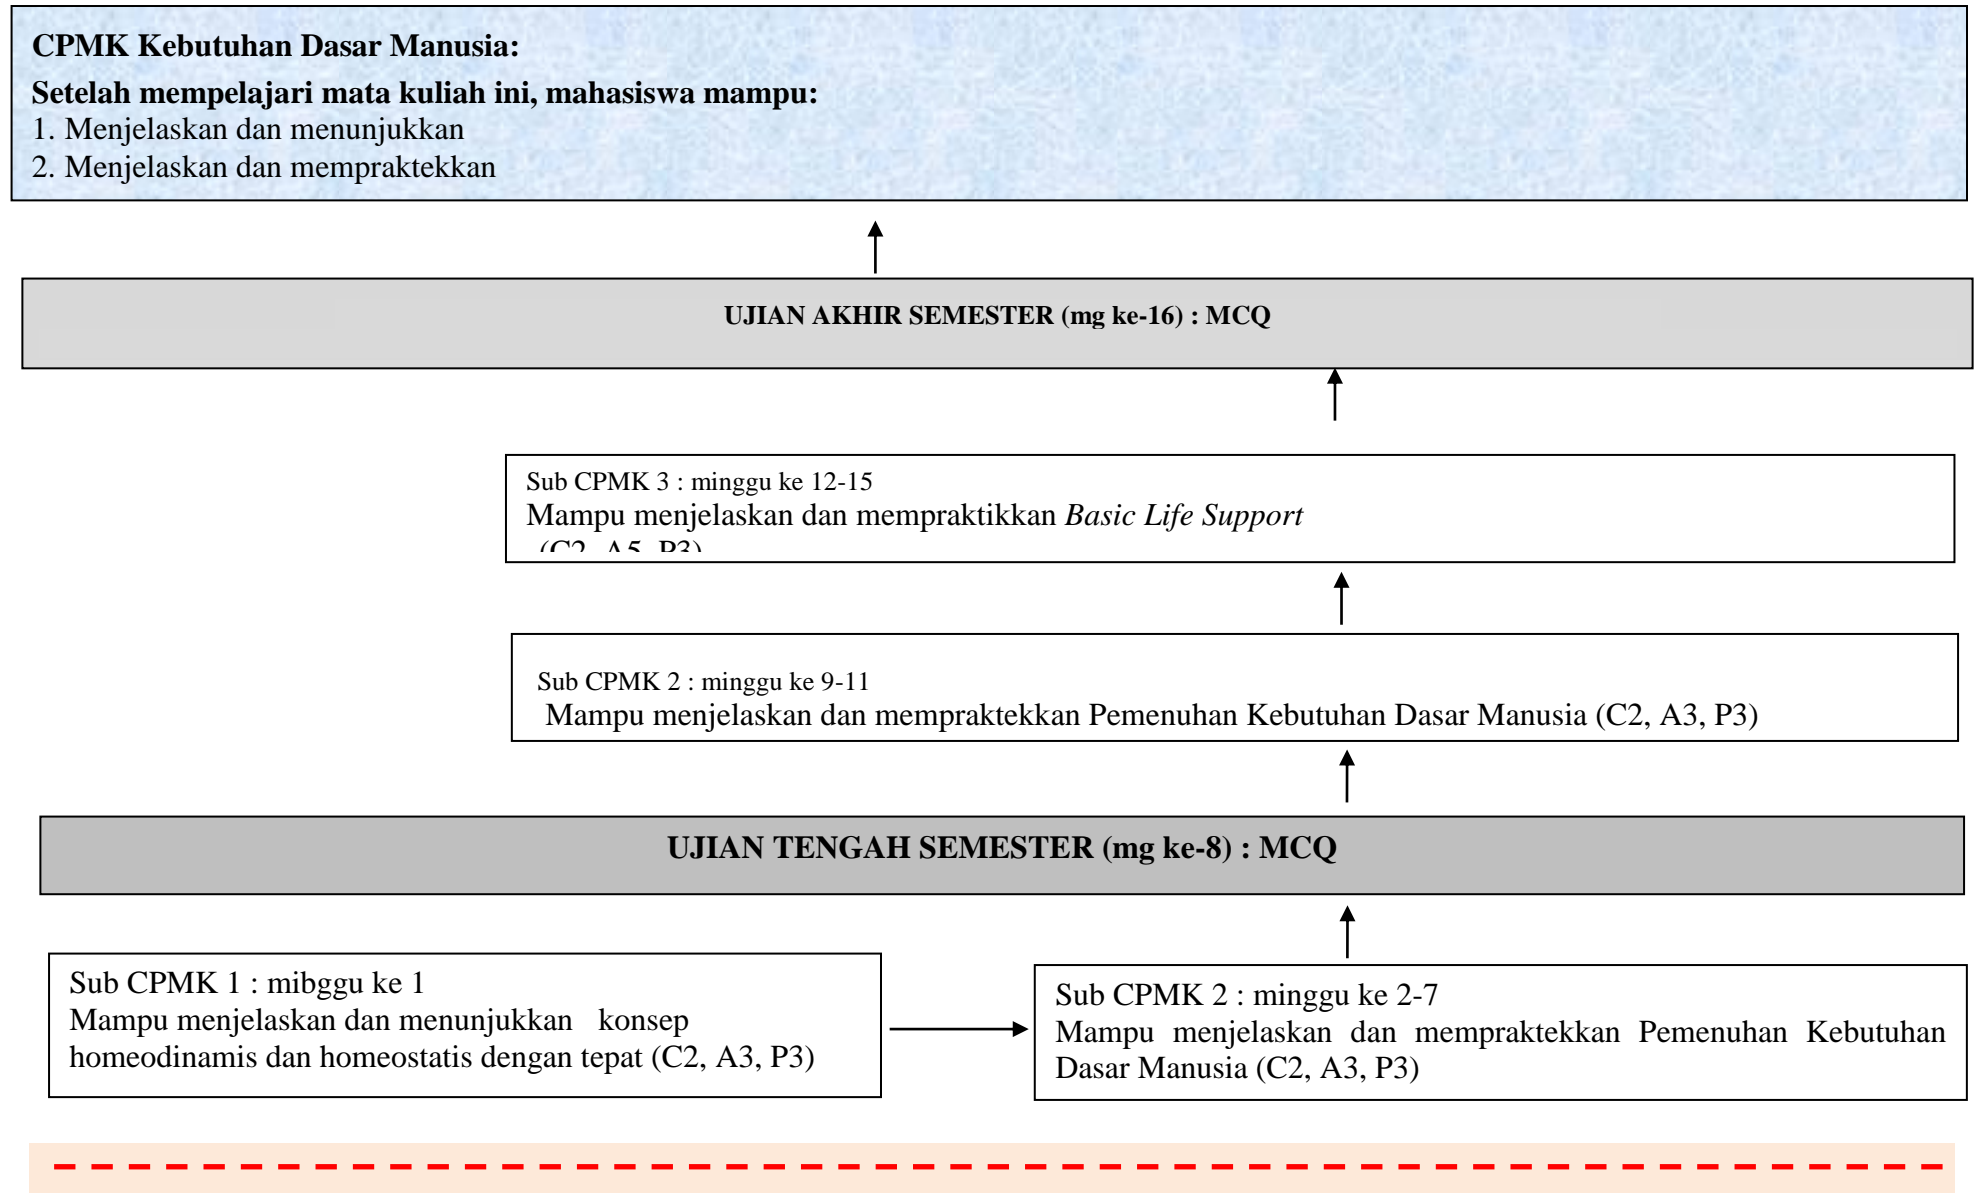 CPMK Kebutuhan Dasar Manusia:
Setelah mempelajari mata kuliah ini, mahasiswa mampu:
1. Menjelaskan dan menunjukkan
2. Menjelaskan dan mempraktekkan
UJIAN AKHIR SEMESTER (mg ke-16) : MCQ
Sub CPMK 3 : minggu ke 12-15
Mampu menjelaskan dan mempraktikkan Basic Life Support
(C2, A5, P3)
Sub CPMK 2 : minggu ke 9-11
Mampu menjelaskan dan mempraktekkan Pemenuhan Kebutuhan Dasar Manusia (C2, A3, P3)
UJIAN TENGAH SEMESTER (mg ke-8) : MCQ
Sub CPMK 1 : mibggu ke 1
Mampu menjelaskan dan menunjukkan konsep
homeodinamis dan homeostatis dengan tepat (C2, A3, P3)
Sub CPMK 2 : minggu ke 2-7
Mampu menjelaskan dan mempraktekkan Pemenuhan Kebutuhan
Dasar Manusia (C2, A3, P3)